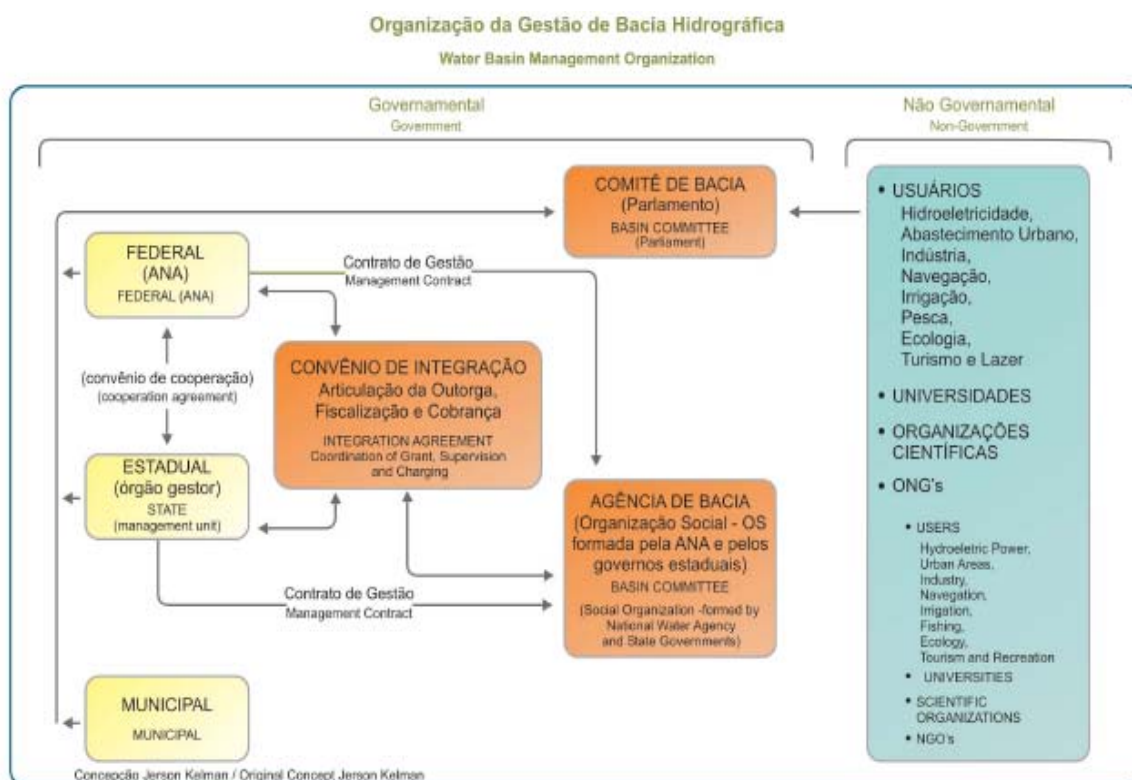 Organização da Gestão de Bacia Hidrográfica
Water Basin Management Organization
Governamental
Government
Não Governamental
Non-Government
COMITÊ DE BACIA
(Parlamento)
BASIN COMMITTEE
(Parliament)
FEDERAL
(ANA)
FEDERAL (ANA)
Contrato de Gestão
Management Contract
(convênio de cooperação)
(cooperation agreement)
CONVÊNIO DE INTEGRAÇÃO
Articulação da Outorga,
Fiscalização e Cobrança
INTEGRATION AGREEMENT
Coordination of Grant, Supervision
and Charging
ESTADUAL
(órgão gestor)
STATE
(management unit)
AGÊNCIA DE BACIA
(Organização Social - OS
formada pela ANA e pelos
governos estaduais)
BASIN COMMITTEE
(Social Organization -formed by
National Water Agency
and State Governments)
Contrato de Gestão
Management Contract
MUNICIPAL
MUNICIPAL
• USUÁRIOS
Hidroeletricidade,
Abastecimento Urbano,
Indústria,
Navegação,
Irrigação,
Pesca,
Ecologia,
Turismo e Lazer
• UNIVERSIDADES
• ORGANIZAÇÕES
CIENTÍFICAS
• ONG's
• USERS
Hydroeletric Power,
Urban Areas,
Industry,
Navegation,
Irrigation,
Fishing,
Ecology,
Tourism and Recreation
• UNIVERSITIES
• SCIENTIFIC
ORGANIZATIONS
• NGO's
Concepção Jerson Kelman / Original Concept Jerson Kelman